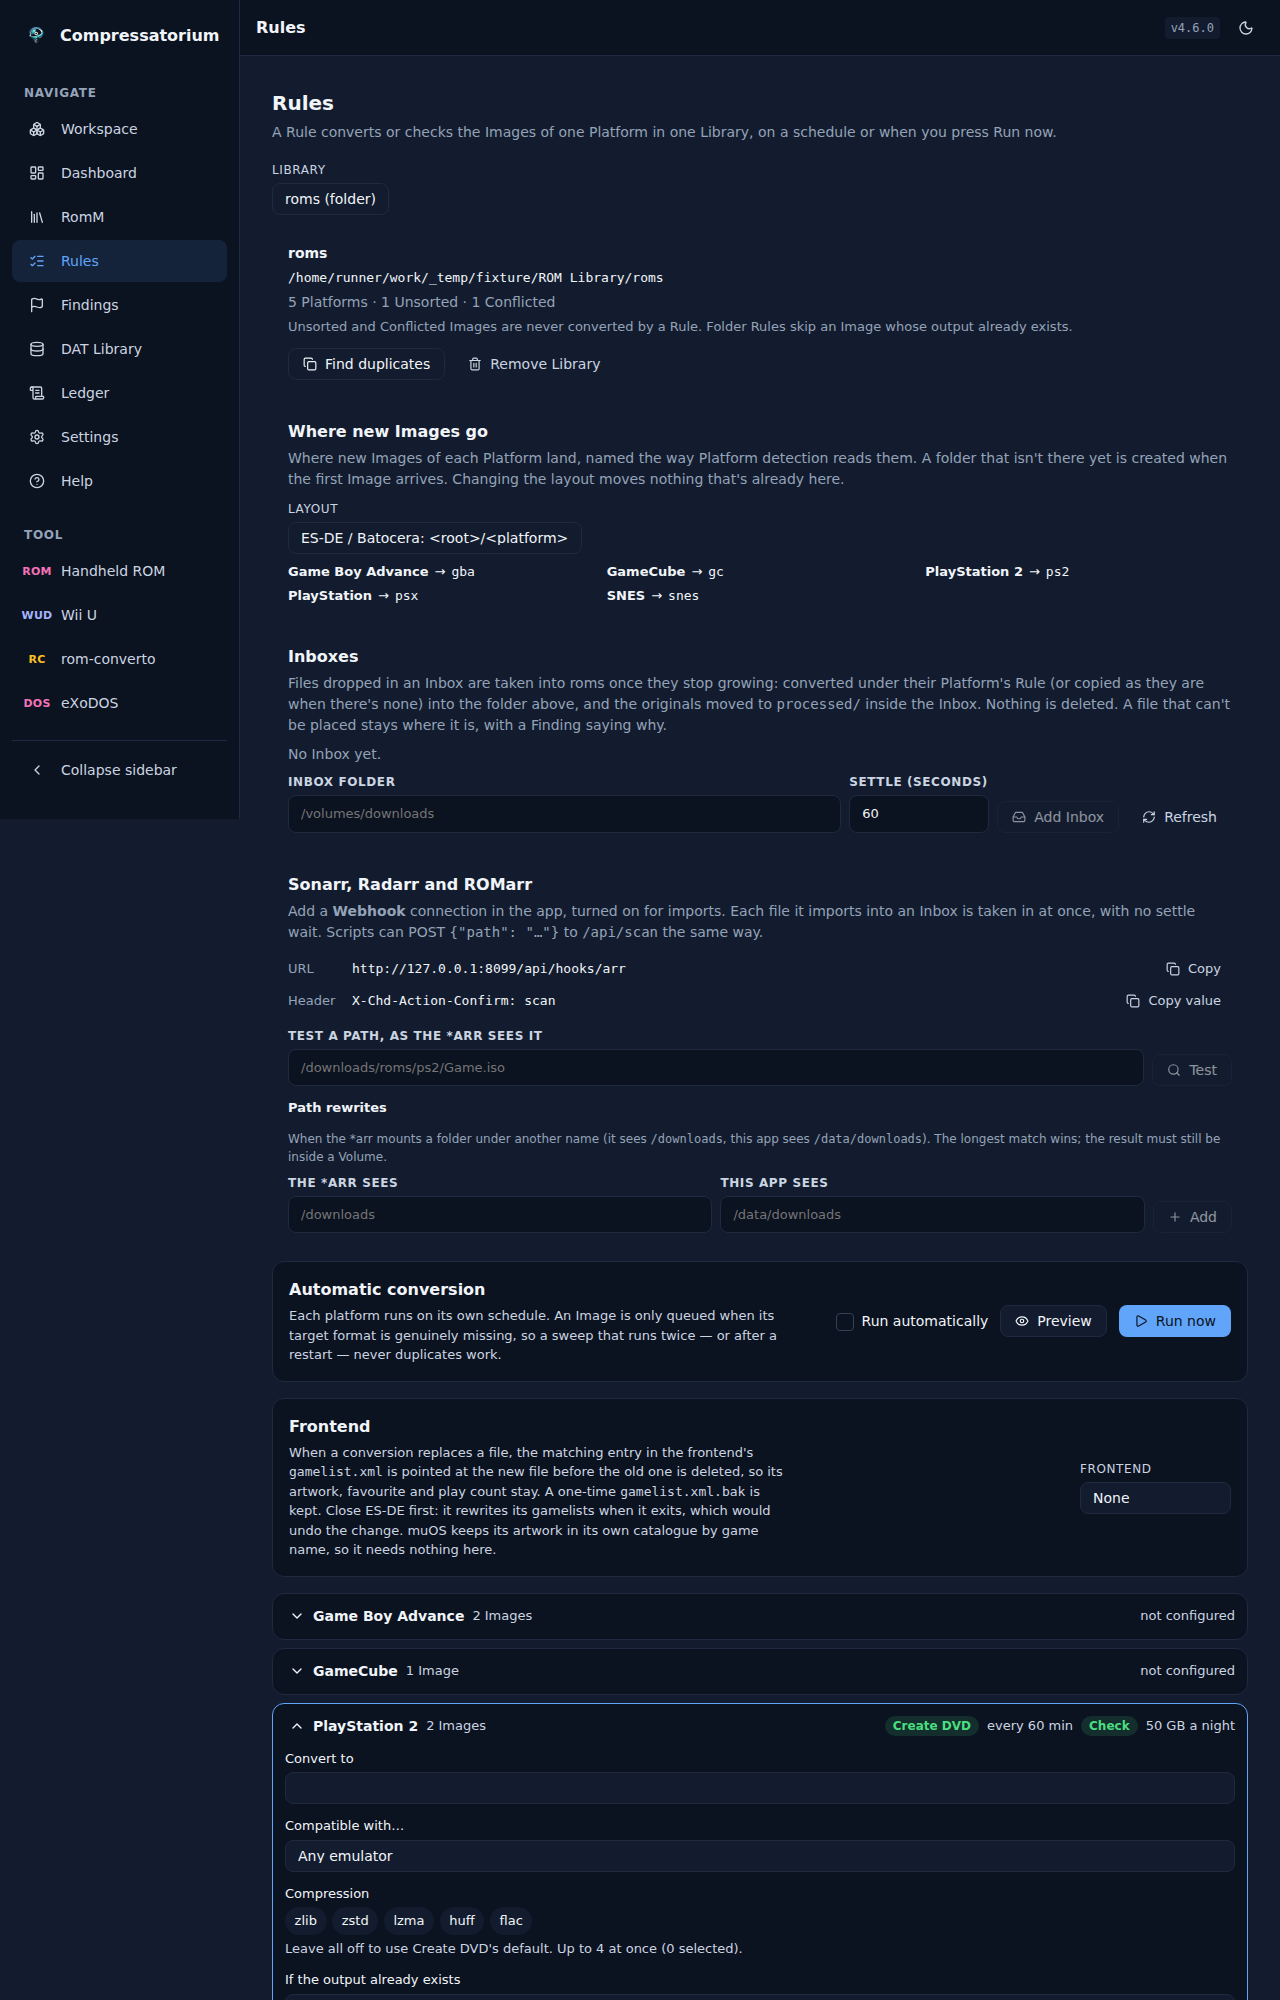 Compressatorium
Rules
v4.6.0
NAVIGATE
Workspace
Dashboard
RomM
Rules
Findings
DAT Library
Ledger
Settings
Help
TOOL
ROM Handheld ROM
WUD Wii U
RC rom-converto
DOS eXoDOS
Collapse sidebar
Rules
A Rule converts or checks the Images of one Platform in one Library, on a schedule or when you press Run now.
LIBRARY
roms (folder)
roms
/home/runner/work/_temp/fixture/ROM Library/roms
5 Platforms · 1 Unsorted · 1 Conflicted
Unsorted and Conflicted Images are never converted by a Rule. Folder Rules skip an Image whose output already exists.
Find duplicates
Remove Library
Where new Images go
Where new Images of each Platform land, named the way Platform detection reads them. A folder that isn't there yet is created when
the first Image arrives. Changing the layout moves nothing that's already here.
LAYOUT
ES-DE / Batocera: <root>/<platform>
Game Boy Advance → gba
GameCube → gc
PlayStation 2 → ps2
PlayStation → psx
SNES → snes
Inboxes
Files dropped in an Inbox are taken into roms once they stop growing: converted under their Platform's Rule (or copied as they are
when there's none) into the folder above, and the originals moved to processed/ inside the Inbox. Nothing is deleted. A file that can't
be placed stays where it is, with a Finding saying why.
No Inbox yet.
INBOX FOLDER
SETTLE (SECONDS)
/volumes/downloads
60
Add Inbox
Refresh
Sonarr, Radarr and ROMarr
Add a Webhook connection in the app, turned on for imports. Each file it imports into an Inbox is taken in at once, with no settle
wait. Scripts can POST {"path": "…"} to /api/scan the same way.
URL http://127.0.0.1:8099/api/hooks/arr
Copy
Header X-Chd-Action-Confirm: scan
Copy value
TEST A PATH, AS THE *ARR SEES IT
/downloads/roms/ps2/Game.iso
Test
Path rewrites
When the *arr mounts a folder under another name (it sees /downloads, this app sees /data/downloads). The longest match wins; the result must still be
inside a Volume.
THE *ARR SEES
THIS APP SEES
/downloads
/data/downloads
Add
Automatic conversion
Each platform runs on its own schedule. An Image is only queued when its
target format is genuinely missing, so a sweep that runs twice — or after a
restart — never duplicates work.
Run automatically
Preview
Run now
Frontend
When a conversion replaces a file, the matching entry in the frontend's
gamelist.xml is pointed at the new file before the old one is deleted, so its
artwork, favourite and play count stay. A one-time gamelist.xml.bak is
kept. Close ES-DE first: it rewrites its gamelists when it exits, which would
undo the change. muOS keeps its artwork in its own catalogue by game
name, so it needs nothing here.
FRONTEND
None
Game Boy Advance 2 Images
not configured
GameCube 1 Image
not configured
PlayStation 2 2 Images
Create DVD every 60 min Check 50 GB a night
Convert to
Compatible with…
Any emulator
Compression
zlib zstd lzma huff flac
Leave all off to use Create DVD's default. Up to 4 at once (0 selected).
If the output already exists